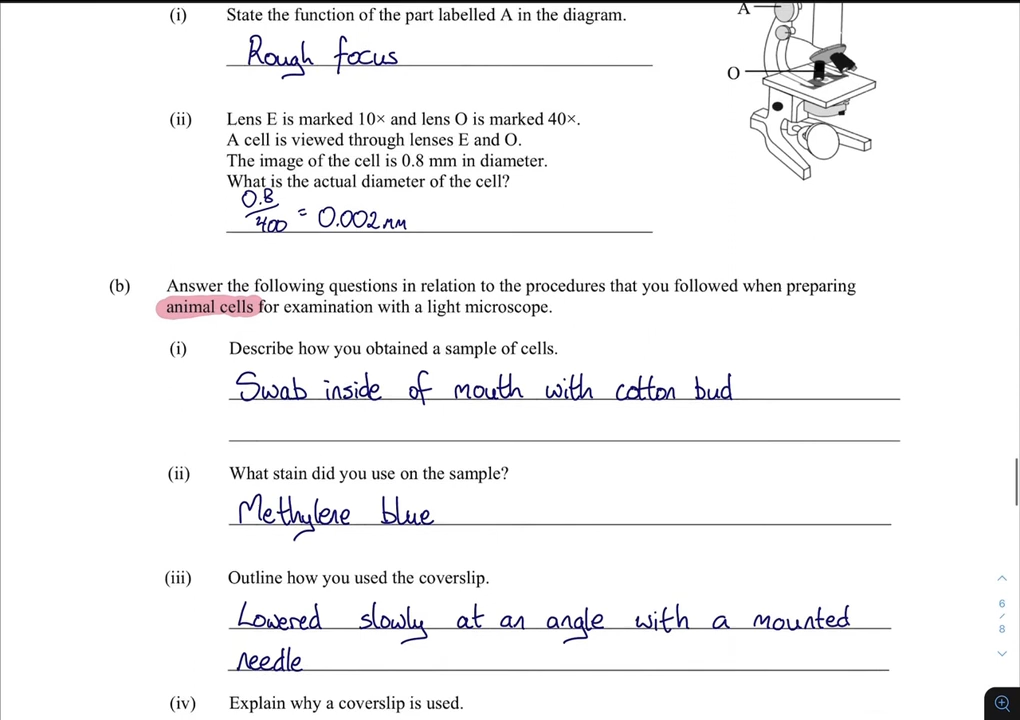 (i) State the function of the part labelled A in the diagram.
A
Rough focus
O
(ii) Lens E is marked 10× and lens O is marked 40×.
A cell is viewed through lenses E and O.
The image of the cell is 0.8 mm in diameter.
What is the actual diameter of the cell?
0.8/400 = 0.002mm
(b) Answer the following questions in relation to the procedures that you followed when preparing
animal cells for examination with a light microscope.
(i) Describe how you obtained a sample of cells.
Swab inside of mouth with cotton bud
(ii) What stain did you use on the sample?
Methylene blue
(iii) Outline how you used the coverslip.
Lowered slowly at an angle with a mounted
needle
6
/
8
(iv) Explain why a coverslip is used.